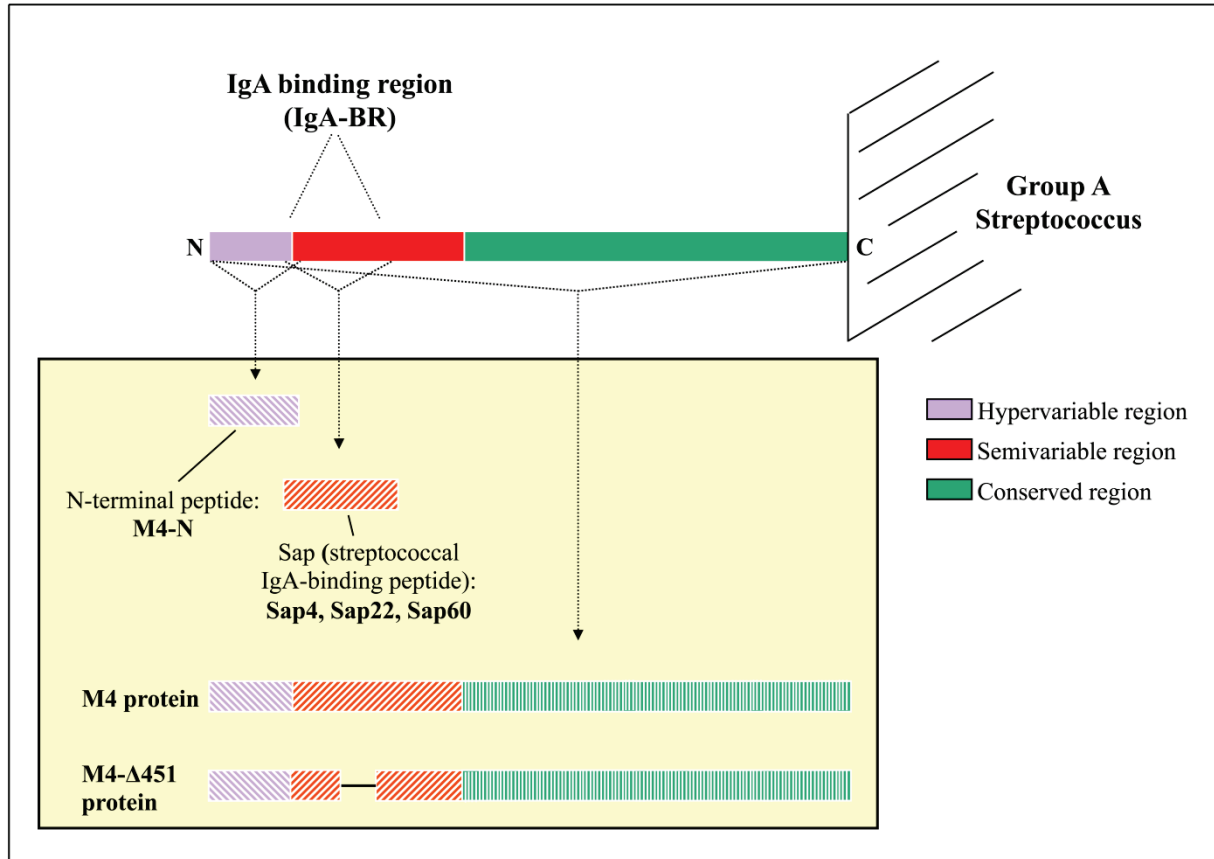 IgA binding region
(IgA-BR)
Group A
Streptococcus
N
C
Hypervariable region
Semivariable region
Conserved region
N-terminal peptide:
M4-N
Sap (streptococcal
IgA-binding peptide):
Sap4, Sap22, Sap60
M4 protein
M4-Δ451
protein